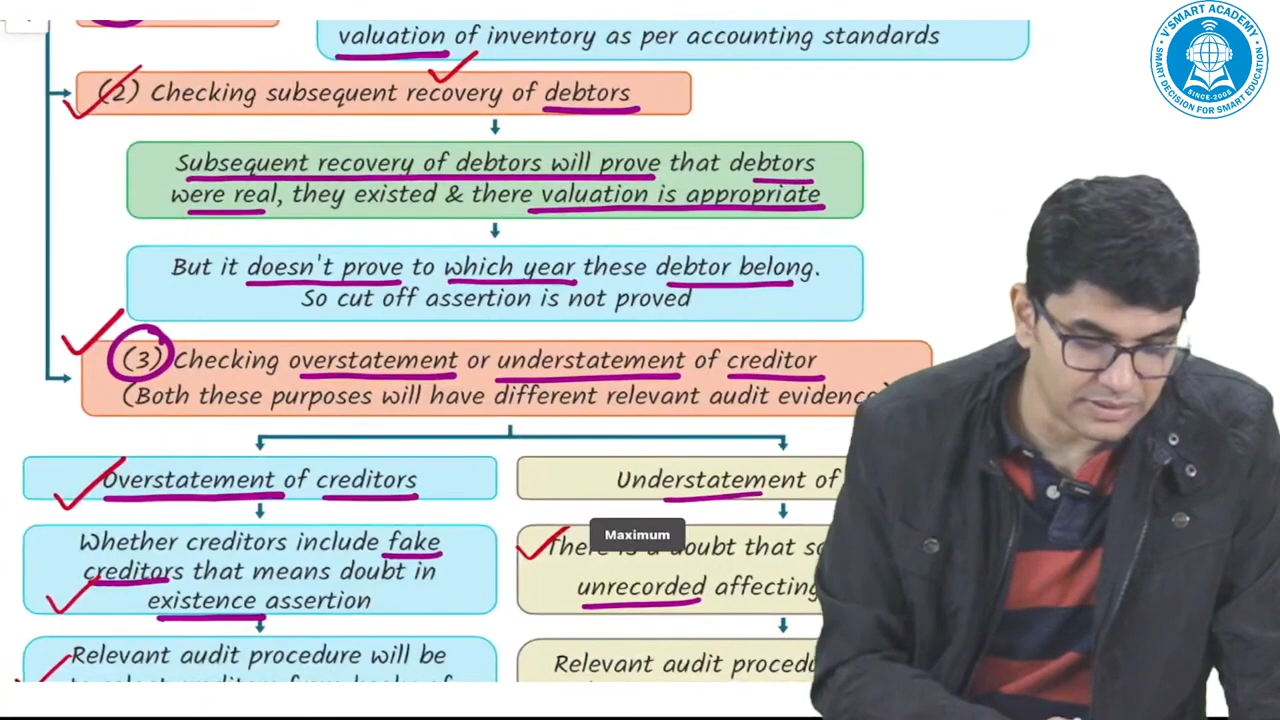 valuation of inventory as per accounting standards
(2) Checking subsequent recovery of debtors
Subsequent recovery of debtors will prove that debtors
were real, they existed & there valuation is appropriate
But it doesn't prove to which year these debtor belong.
So cut off assertion is not proved
(3) Checking overstatement or understatement of creditor
(Both these purposes will have different relevant audit evidence
Overstatement of creditors
Whether creditors include fake
creditors that means doubt in
existence assertion
Relevant audit procedure will be
Understatement of
Maximum
There is a doubt that
unrecorded affecting
Relevant audit
V'SMART ACADEMY
SMART DECISION FOR SMART EDUCATION
SINCE-2005